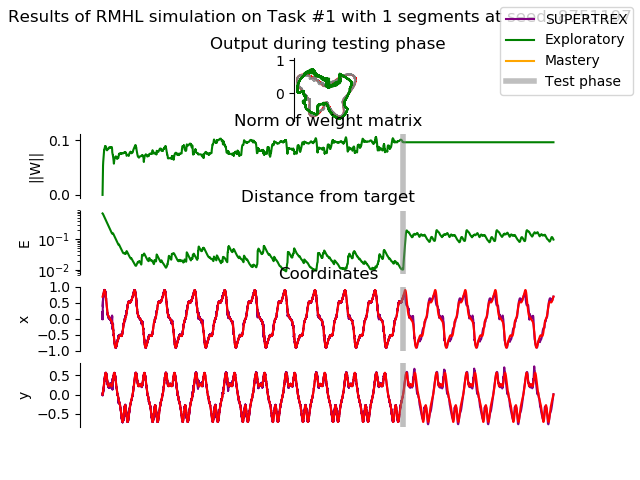 Results of RMHL simulation on Task #1 with 1 segments at
SUPERTREX
Exploratory
Mastery
Test phase
Output during testing phase
1
0
Norm of weight matrix
0.1
0.0
||W||
Distance from target
10⁻¹
10⁻²
E
Coordinates
1.0
0.5
0.0
−0.5
−1.0
x
0.5
0.0
−0.5
y